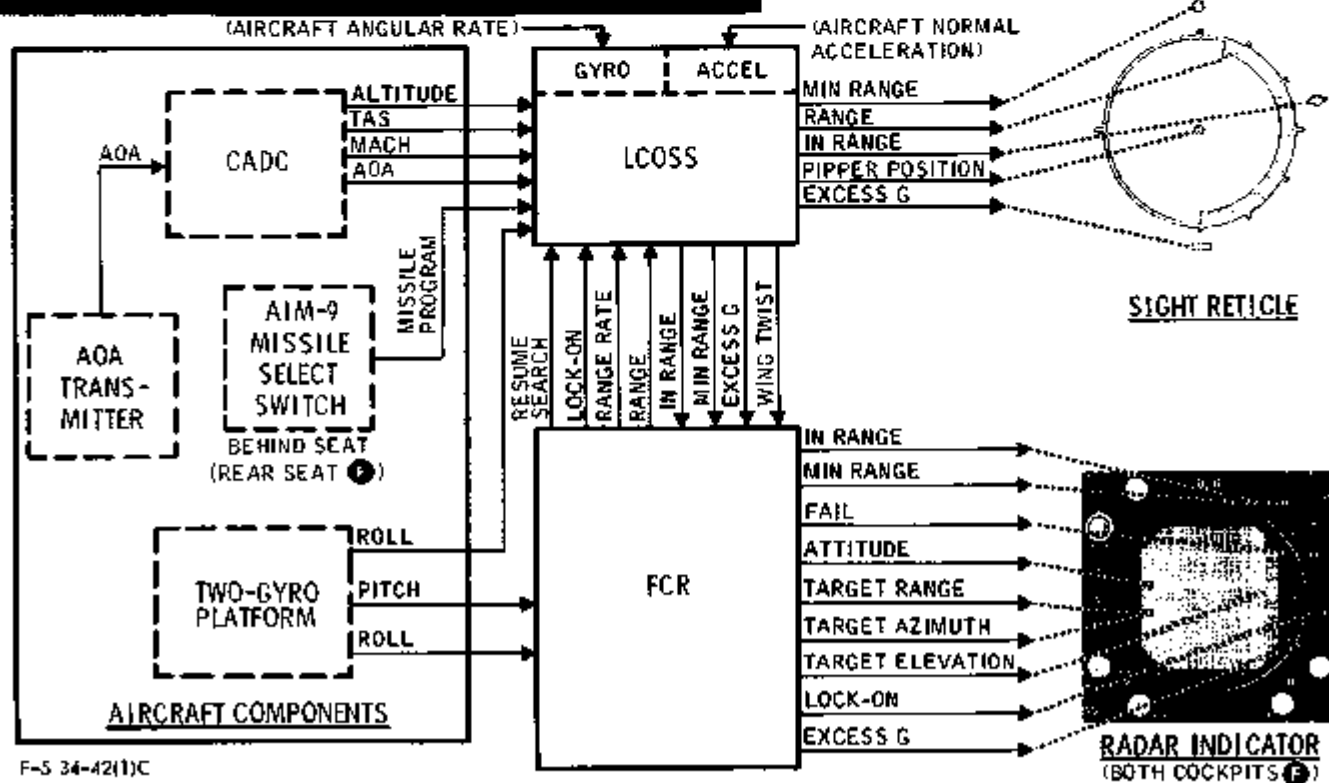 (AIRCRAFT ANGULAR RATE)
(AIRCRAFT NORMAL
ACCELERATION)
GYRO
ACCEL
LCOSS
CADC
AOA
ALTITUDE
TAS
MACH
AOA
MIN RANGE
RANGE
IN RANGE
PIPPER POSITION
EXCESS G
SIGHT RETICLE
AOA
TRANS-
MITTER
AIM-9
MISSILE
SELECT
SWITCH
BEHIND SEAT
(REAR SEAT F)
MISSILE
PROGRAM
RESUME
SEARCH
LOCK-ON
RANGE RATE
RANGE
IN RANGE
MIN RANGE
EXCESS G
WING TWIST
TWO-GYRO
PLATFORM
ROLL
PITCH
ROLL
AIRCRAFT COMPONENTS
FCR
IN RANGE
MIN RANGE
FAIL
ATTITUDE
TARGET RANGE
TARGET AZIMUTH
TARGET ELEVATION
LOCK-ON
EXCESS G
RADAR INDICATOR
(BOTH COCKPITS F)
F-5 34-42(1)C